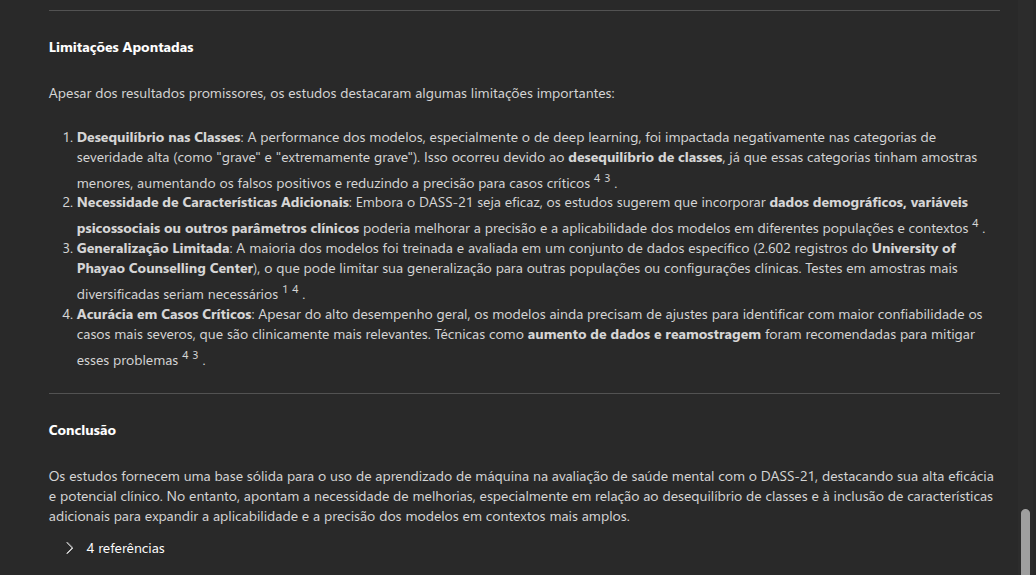 Limitações Apontadas
Apesar dos resultados promissores, os estudos destacaram algumas limitações importantes:
1. Desequilíbrio nas Classes: A performance dos modelos, especialmente o de deep learning, foi impactada negativamente nas categorias de
severidade alta (como "grave" e "extremamente grave"). Isso ocorreu devido ao desequilíbrio de classes, já que essas categorias tinham amostras
menores, aumentando os falsos positivos e reduzindo a precisão para casos críticos 4 3 .
2. Necessidade de Características Adicionais: Embora o DASS-21 seja eficaz, os estudos sugerem que incorporar dados demográficos, variáveis
psicossociais ou outros parâmetros clínicos poderia melhorar a precisão e a aplicabilidade dos modelos em diferentes populações e contextos 4 .
3. Generalização Limitada: A maioria dos modelos foi treinada e avaliada em um conjunto de dados específico (2.602 registros do University of
Phayao Counselling Center), o que pode limitar sua generalização para outras populações ou configurações clínicas. Testes em amostras mais
diversificadas seriam necessários 1 4 .
4. Acurácia em Casos Críticos: Apesar do alto desempenho geral, os modelos ainda precisam de ajustes para identificar com maior confiabilidade os
casos mais severos, que são clinicamente mais relevantes. Técnicas como aumento de dados e reamostragem foram recomendadas para mitigar
esses problemas 4 3 .
Conclusão
Os estudos fornecem uma base sólida para o uso de aprendizado de máquina na avaliação de saúde mental com o DASS-21, destacando sua alta eficácia
e potencial clínico. No entanto, apontam a necessidade de melhorias, especialmente em relação ao desequilíbrio de classes e à inclusão de características
adicionais para expandir a aplicabilidade e a precisão dos modelos em contextos mais amplos.
4 referências